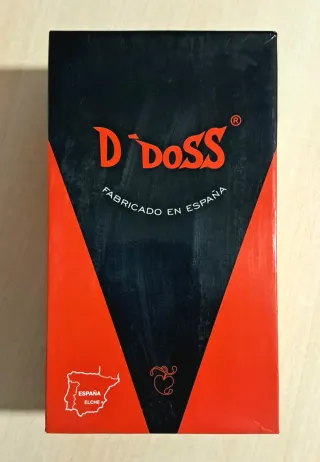 D´DOSS®
FABRICADO EN ESPAÑA
ESPAÑA
ELCHE